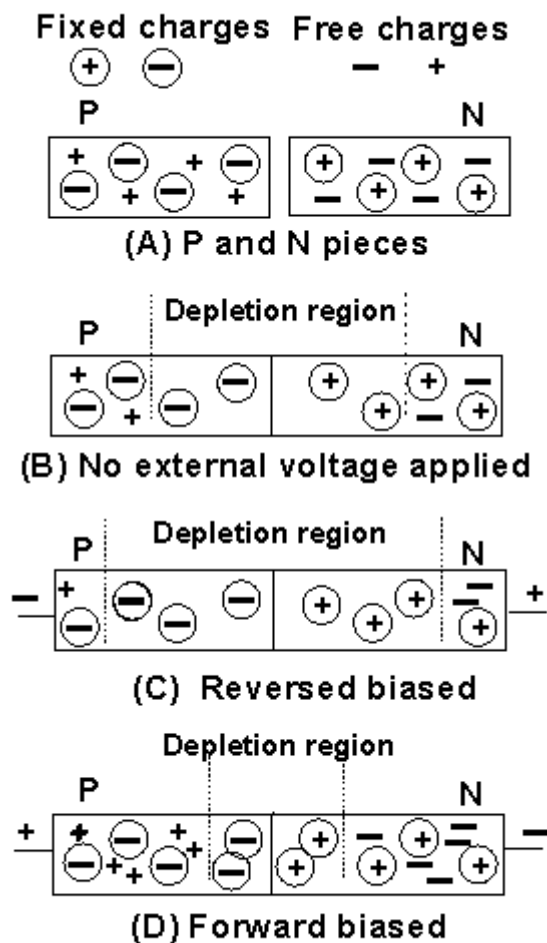 Fixed charges Free charges
+ − − +
P N
+ − + − + − + −
− + − + − + − +
(A) P and N pieces
Depletion region
P N
+ − − + + −
− + − + − +
(B) No external voltage applied
Depletion region
P N
− + − − + + − − +
− − + +
(C) Reversed biased
Depletion region
P N
+ + − + + − + − + − − −
− + + − − + + − − +
(D) Forward biased